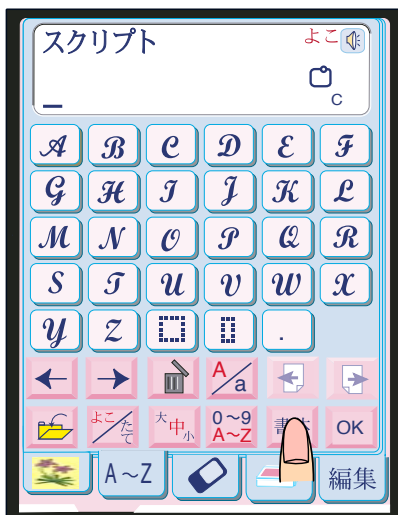 スクリプト よこ
_ C
A B C D E F
G H I J K L
M N O P Q R
S T U V W X
Y Z .
A/a
よこ/たて 大中小 0～9 A～Z OK
A～Z 編集